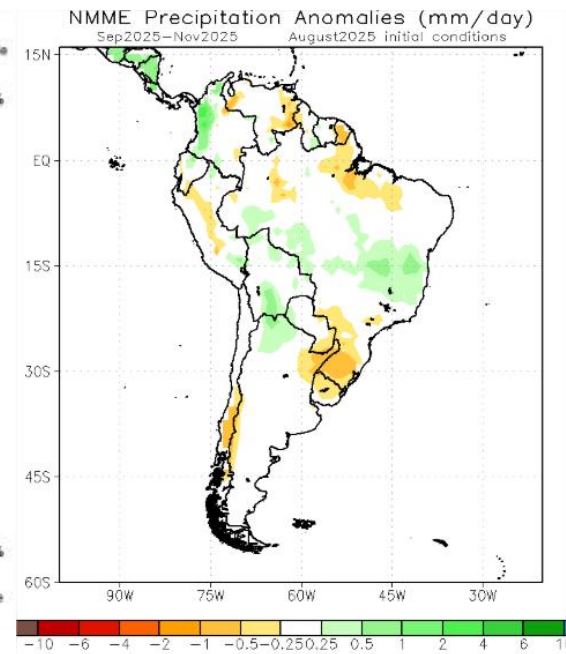 NMME Precipitation Anomalies (mm/day)
Sep2025-Nov2025 August2025 initial conditions
15N
EQ
15S
30S
45S
60S
90W 75W 60W 45W 30W
-10 -6 -4 -2 -1 -0.5 -0.25 0.25 0.5 1 2 4 6